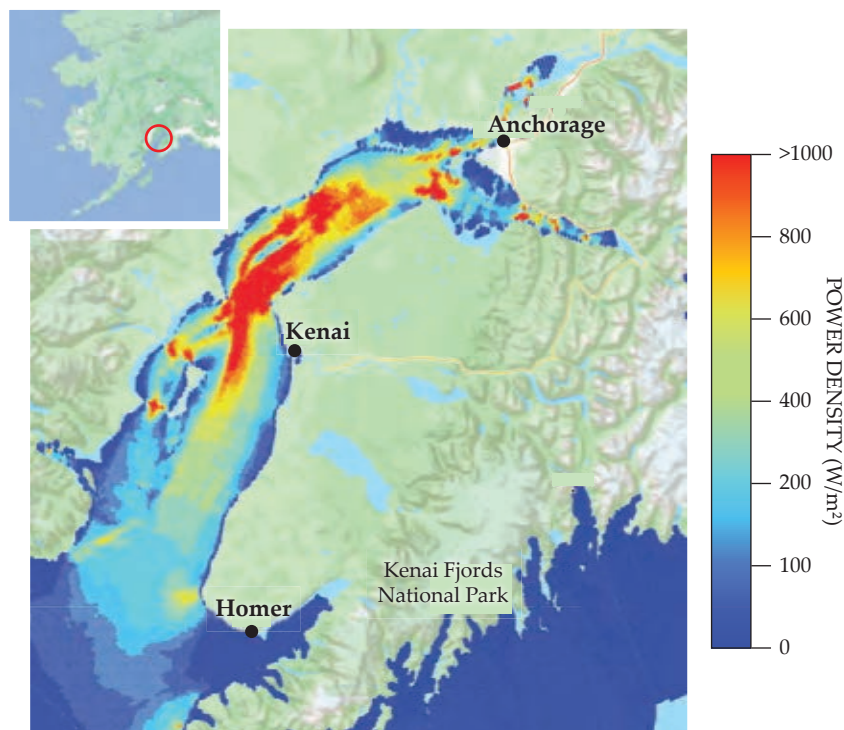 Anchorage
Kenai
Kenai Fjords
National Park
Homer
>1000
800
600
400
200
100
0
POWER DENSITY (W/m²)